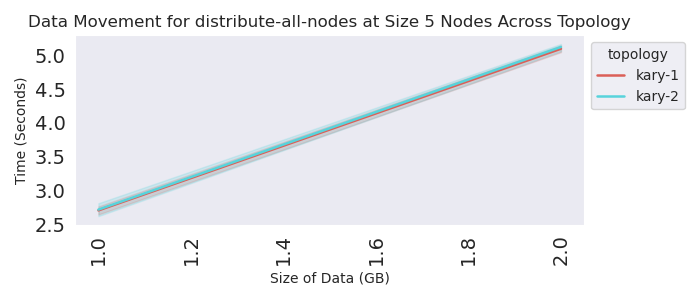 Data Movement for distribute-all-nodes at Size 5 Nodes Across Topology
Time (Seconds)
5.0
4.5
4.0
3.5
3.0
2.5
1.0
1.2
1.4
1.6
1.8
2.0
Size of Data (GB)
topology
kary-1
kary-2